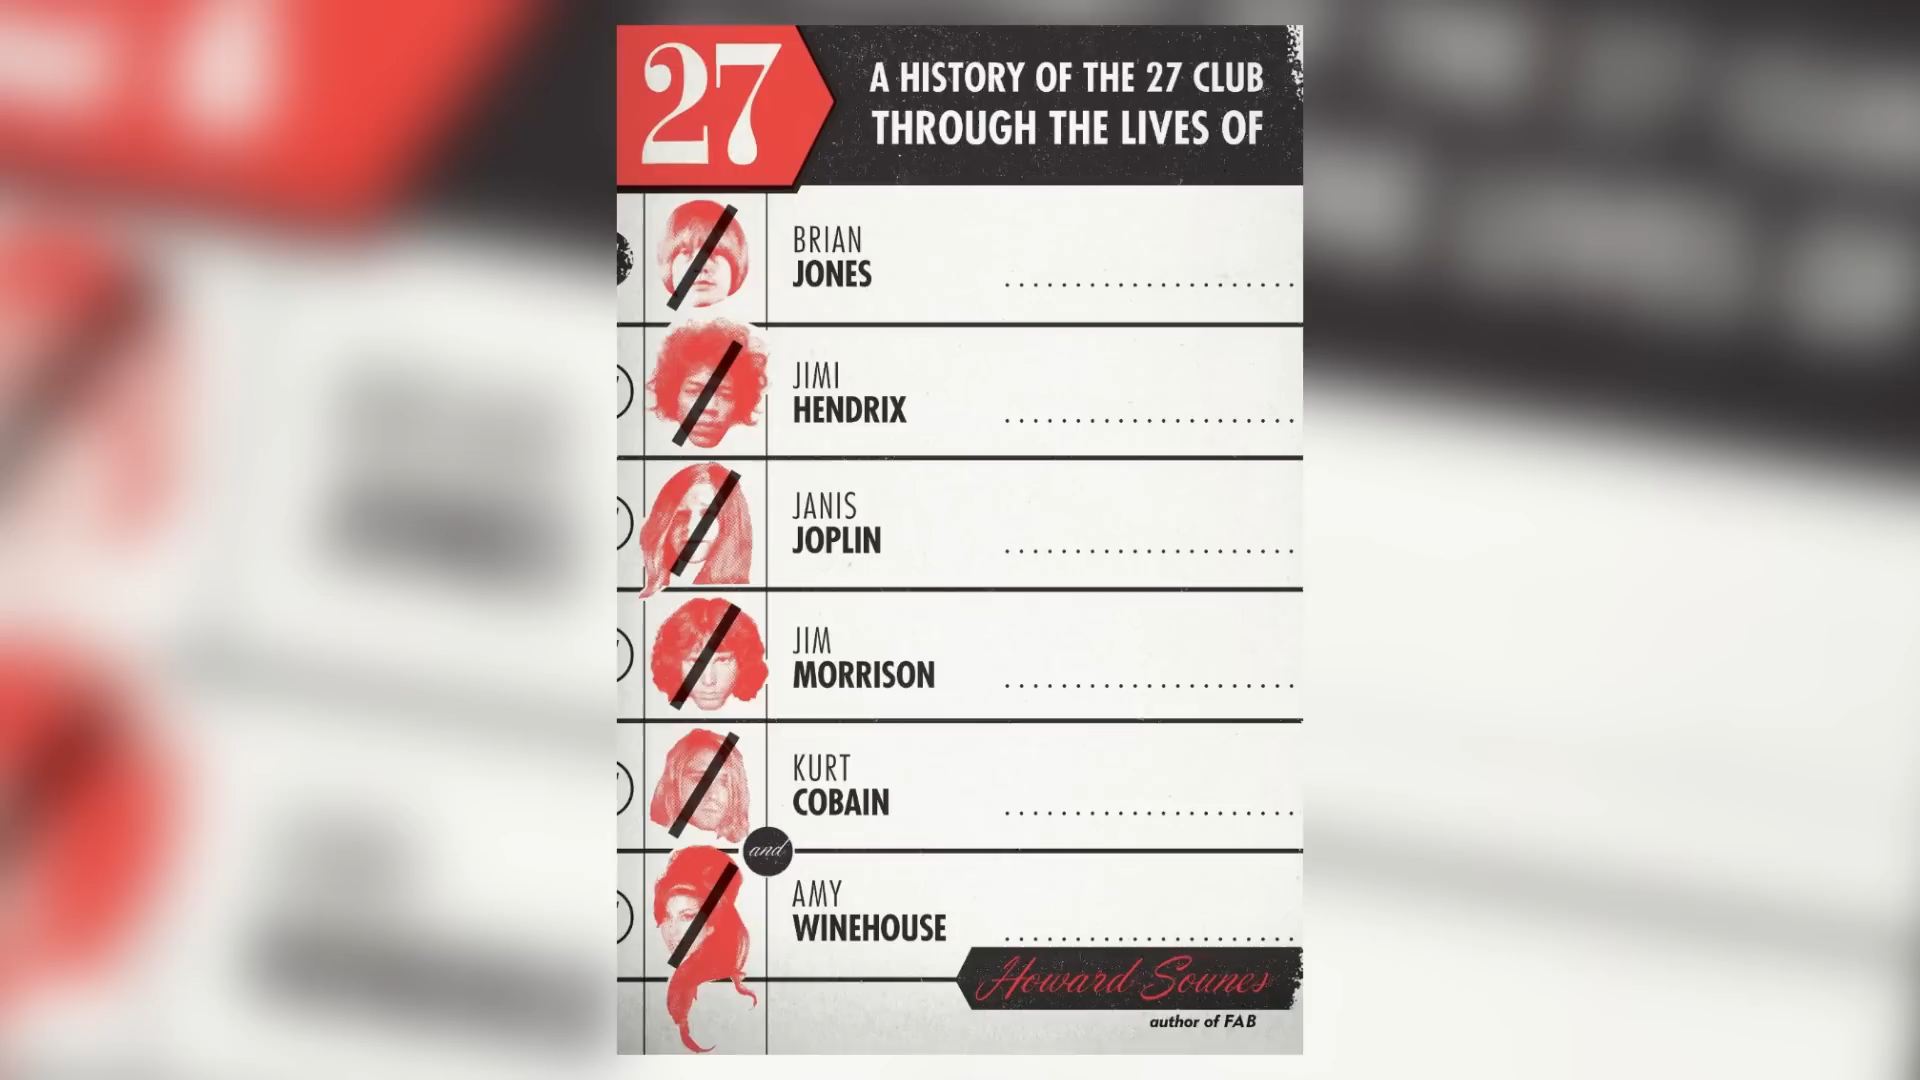 27
A HISTORY OF THE 27 CLUB
THROUGH THE LIVES OF
BRIAN
JONES
JIMI
HENDRIX
JANIS
JOPLIN
JIM
MORRISON
KURT
COBAIN
and
AMY
WINEHOUSE
Howard Sounes
author of FAB